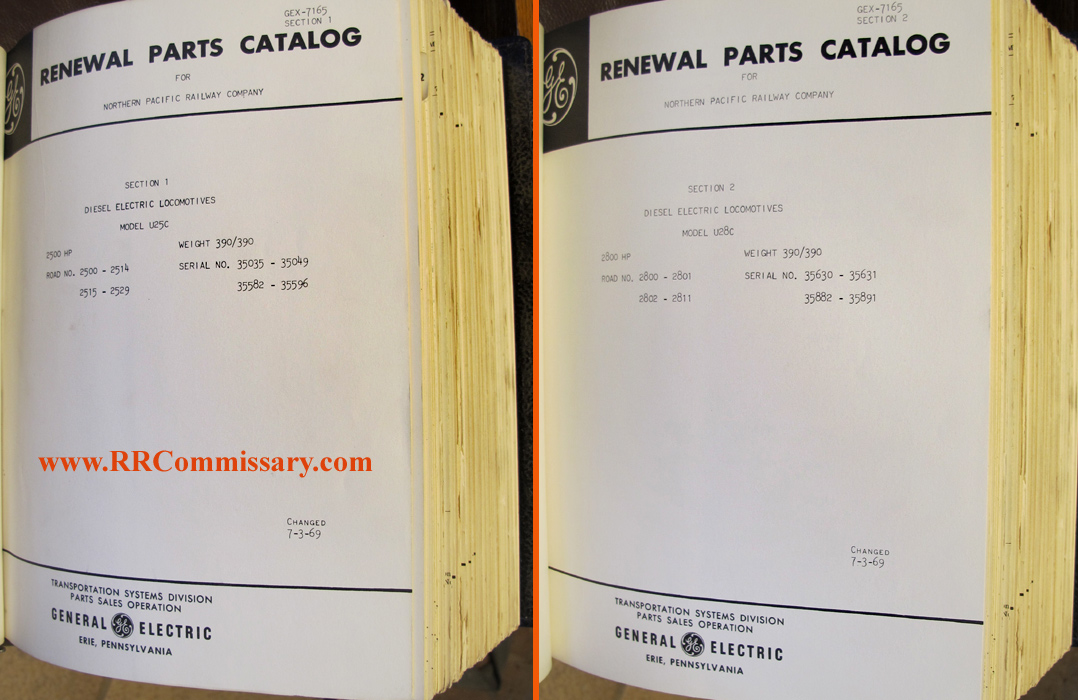 GEX-7165
SECTION 1
RENEWAL PARTS CATALOG
FOR
NORTHERN PACIFIC RAILWAY COMPANY
SECTION 1
DIESEL ELECTRIC LOCOMOTIVES
MODEL U25C
2500 HP WEIGHT 390/390
ROAD NO. 2500 - 2514 SERIAL NO. 35035 - 35049
2515 - 2529 35582 - 35596
www.RRCommissary.com
CHANGED
7-3-69
TRANSPORTATION SYSTEMS DIVISION
PARTS SALES OPERATION
GENERAL GE ELECTRIC
ERIE, PENNSYLVANIA
GEX-7165
SECTION 2
GE
RENEWAL PARTS CATALOG
FOR
NORTHERN PACIFIC RAILWAY COMPANY
SECTION 2
DIESEL ELECTRIC LOCOMOTIVES
MODEL U28C
2800 HP WEIGHT 390/390
ROAD NO. 2800 - 2801 SERIAL NO. 35630 - 35631
2802 - 2811 35882 - 35891
CHANGED
7-3-69
TRANSPORTATION SYSTEMS DIVISION
PARTS SALES OPERATION
GENERAL GE ELECTRIC
ERIE, PENNSYLVANIA